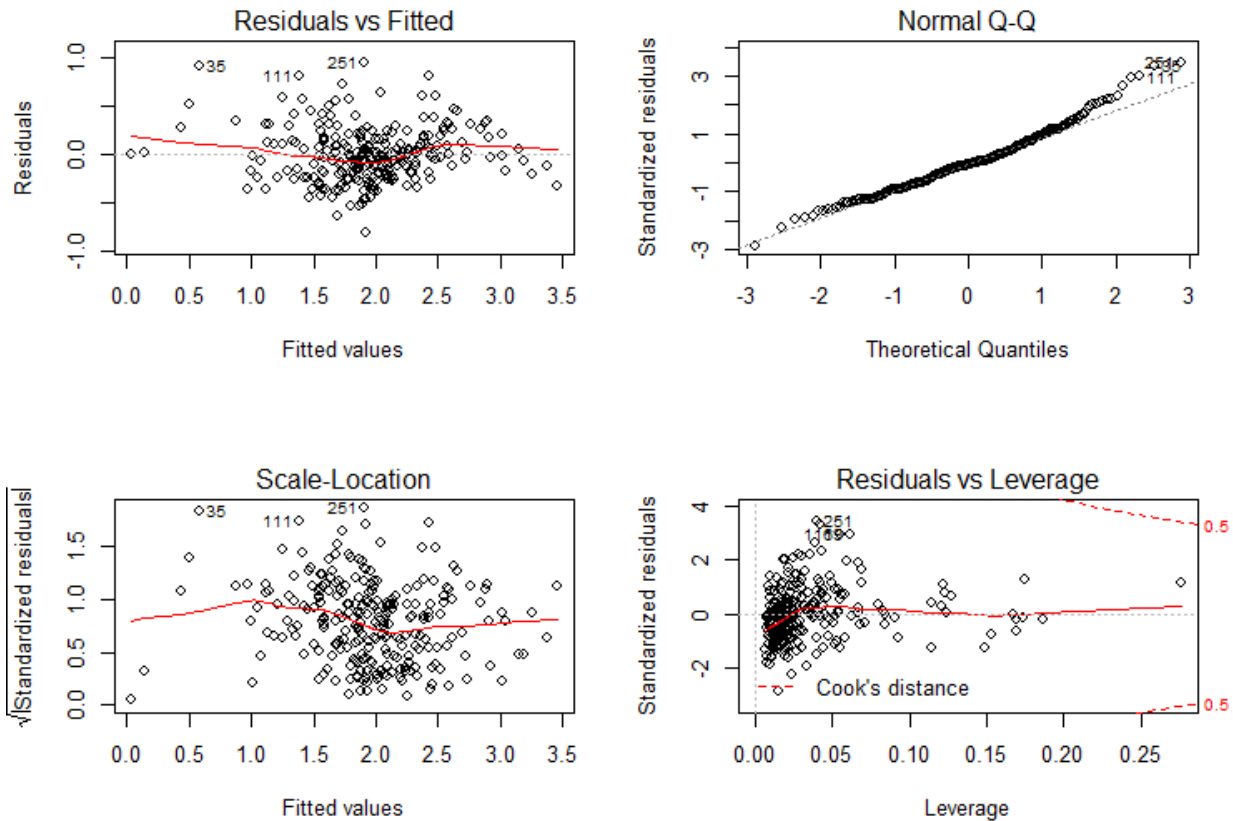 Residuals vs Fitted
Residuals
1.0
0.0
-1.0
35
111
251
0.0 0.5 1.0 1.5 2.0 2.5 3.0 3.5
Fitted values
Normal Q-Q
Standardized residuals
3
1
-1
-3
251
35
111
-3 -2 -1 0 1 2 3
Theoretical Quantiles
Scale-Location
√|Standardized residuals|
1.5
1.0
0.5
0.0
35
111
251
0.0 0.5 1.0 1.5 2.0 2.5 3.0 3.5
Fitted values
Residuals vs Leverage
Standardized residuals
4
2
0
-2
251
0.5
0.5
Cook's distance
0.00 0.05 0.10 0.15 0.20 0.25
Leverage